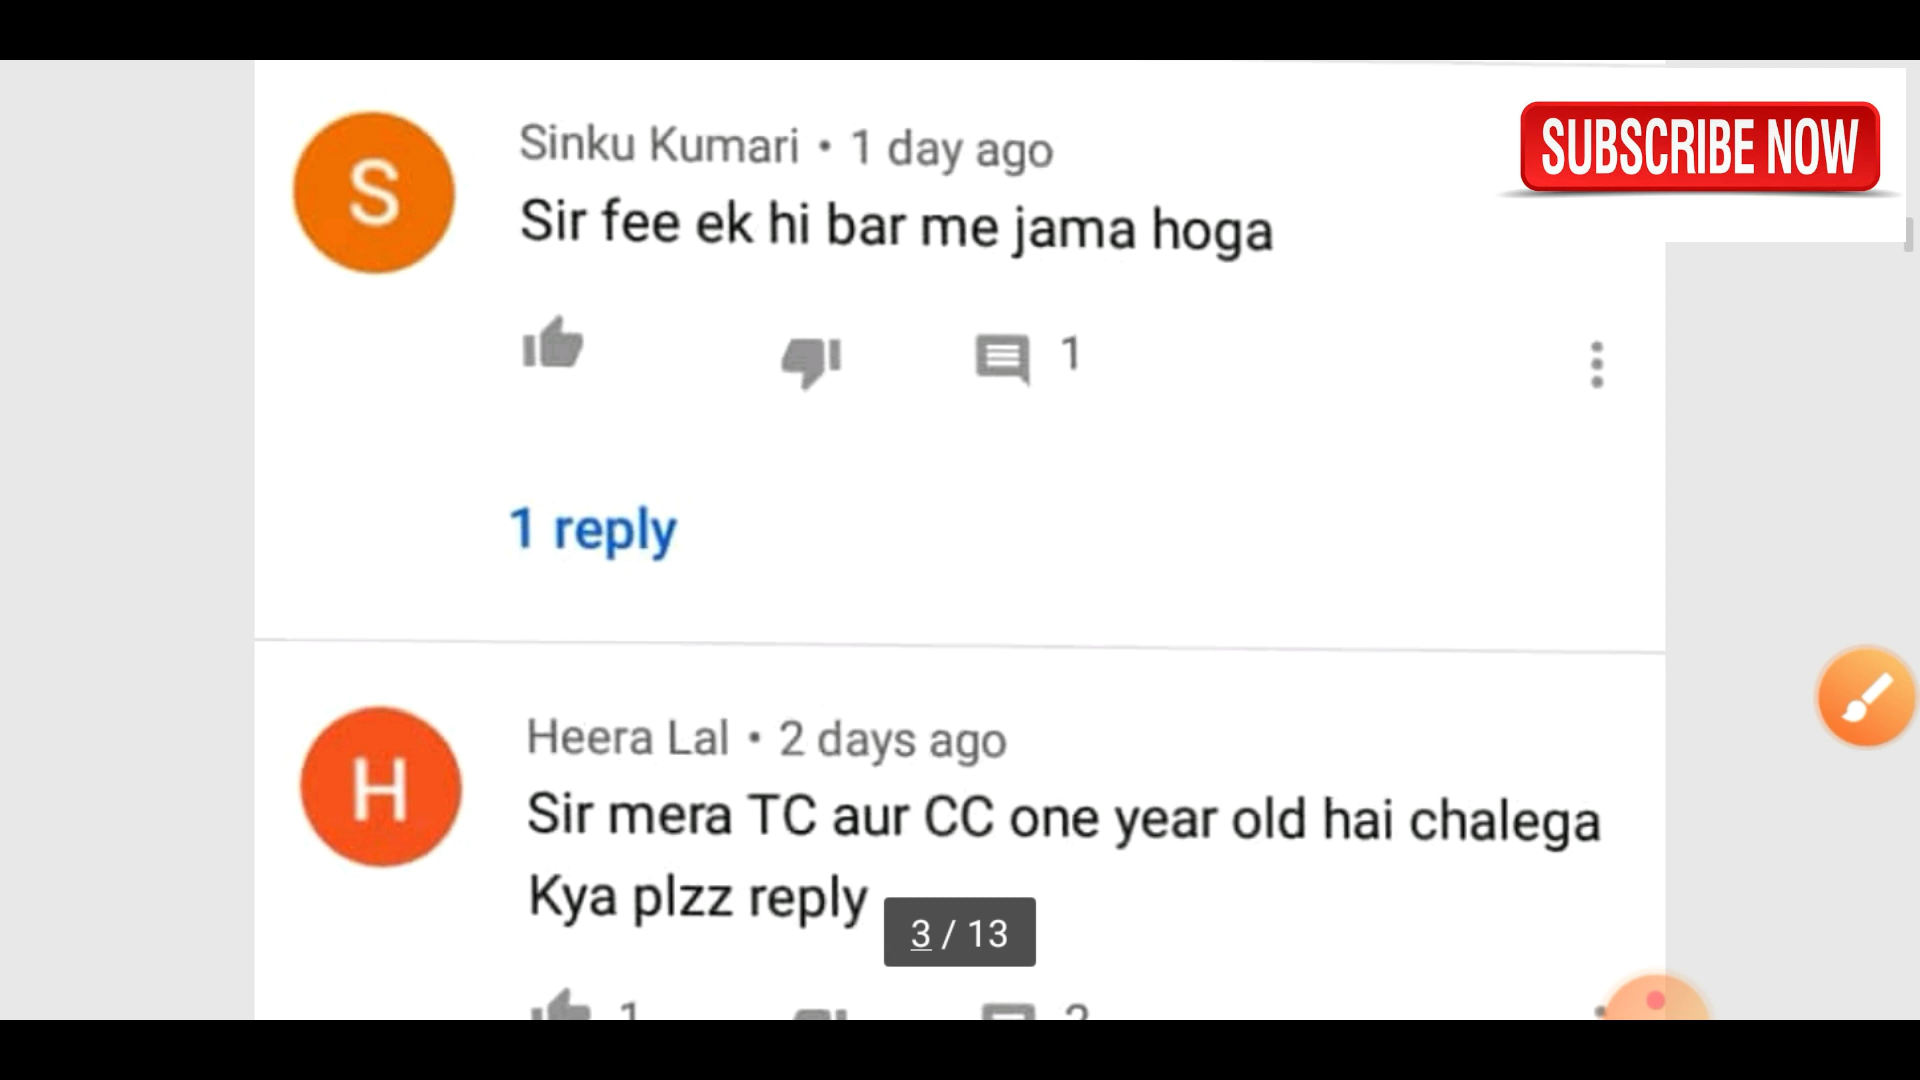 SUBSCRIBE NOW
S
Sinku Kumari • 1 day ago
Sir fee ek hi bar me jama hoga
1
1 reply
H
Heera Lal • 2 days ago
Sir mera TC aur CC one year old hai chalega
Kya plzz reply
3 / 13
1